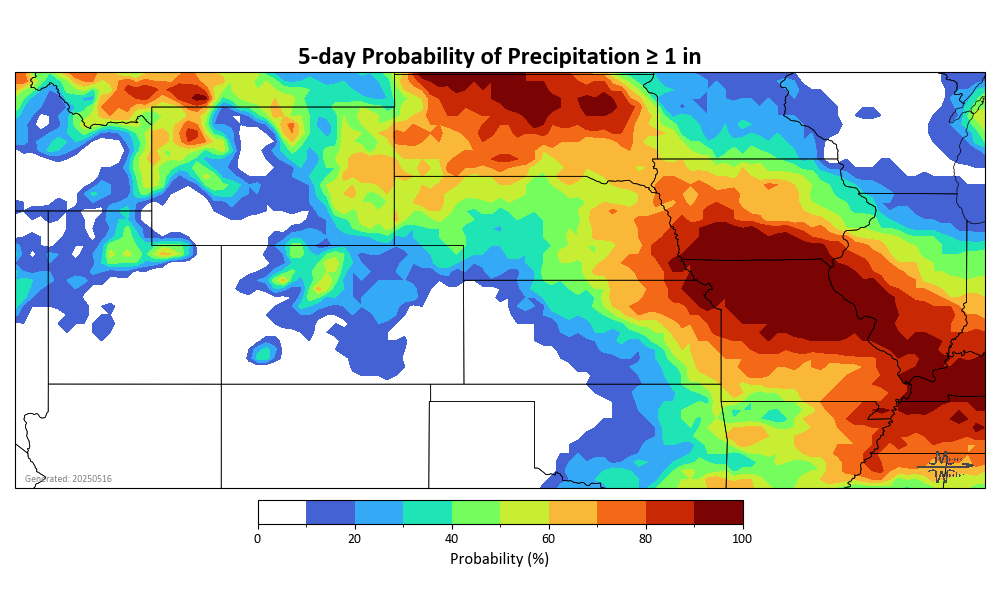 5-day Probability of Precipitation ≥ 1 in
Generated: 20250516
0 20 40 60 80 100
Probability (%)